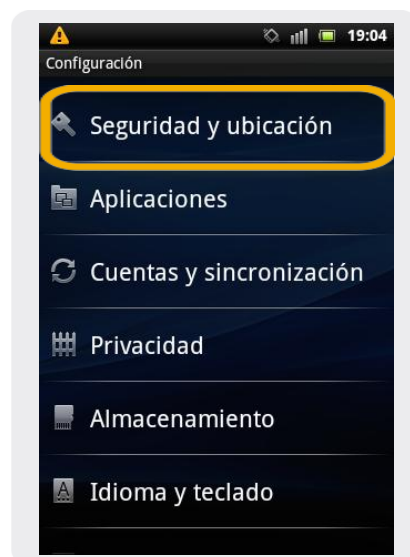 19:04
Configuración
Seguridad y ubicación
Aplicaciones
Cuentas y sincronización
Privacidad
Almacenamiento
Idioma y teclado